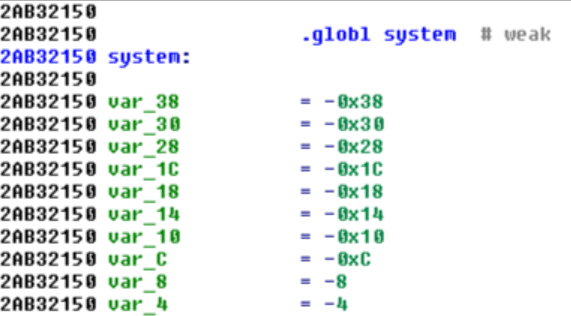 2AB32150
2AB32150 .globl system # weak
2AB32150 system:
2AB32150
2AB32150 var_38 = -0x38
2AB32150 var_30 = -0x30
2AB32150 var_28 = -0x28
2AB32150 var_1C = -0x1C
2AB32150 var_18 = -0x18
2AB32150 var_14 = -0x14
2AB32150 var_10 = -0x10
2AB32150 var_C = -0xC
2AB32150 var_8 = -8
2AB32150 var_4 = -4